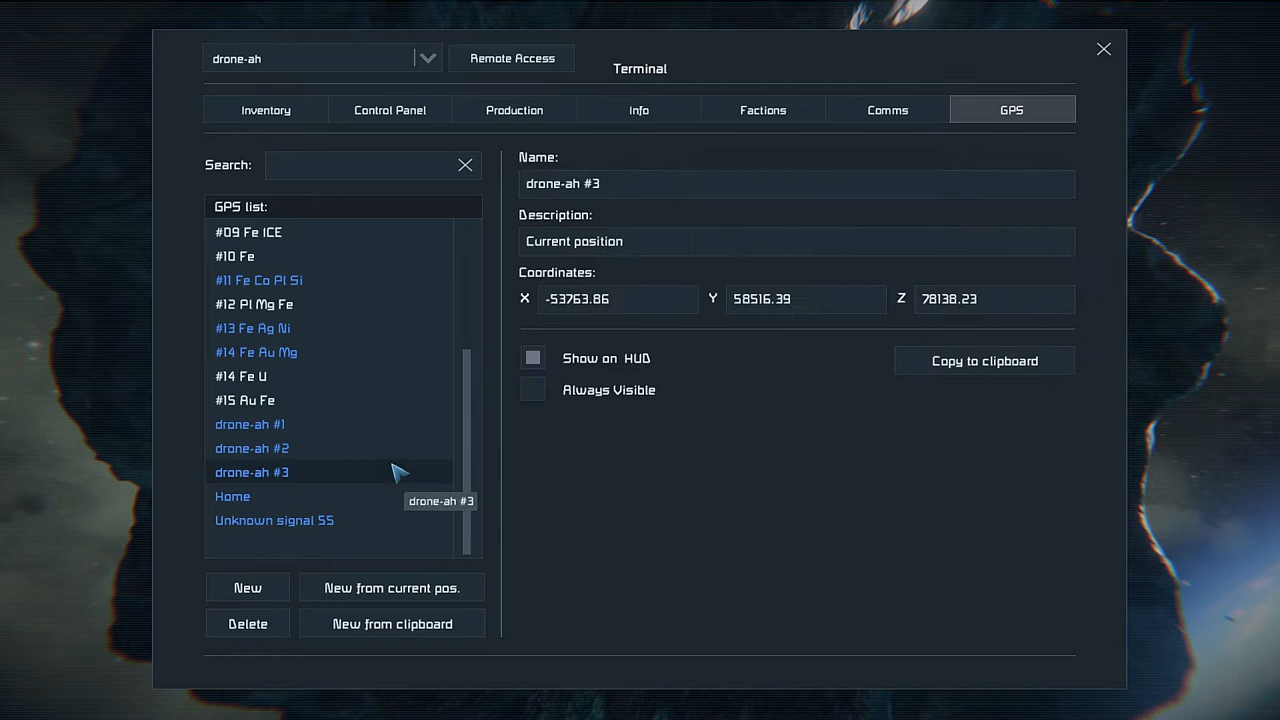 drone-ah
Remote Access
Terminal
Inventory
Control Panel
Production
Info
Factions
Comms
GPS
Search:
GPS list:
#09 Fe ICE
#10 Fe
#11 Fe Co Pl Si
#12 Pl Mg Fe
#13 Fe Ag Ni
#14 Fe Au Mg
#14 Fe U
#15 Au Fe
drone-ah #1
drone-ah #2
drone-ah #3
Home
Unknown signal 55
drone-ah #3
New
New from current pos.
Delete
New from clipboard
Name:
drone-ah #3
Description:
Current position
Coordinates:
X -53763.86 Y 58516.39 Z 78138.23
Show on HUD
Always Visible
Copy to clipboard